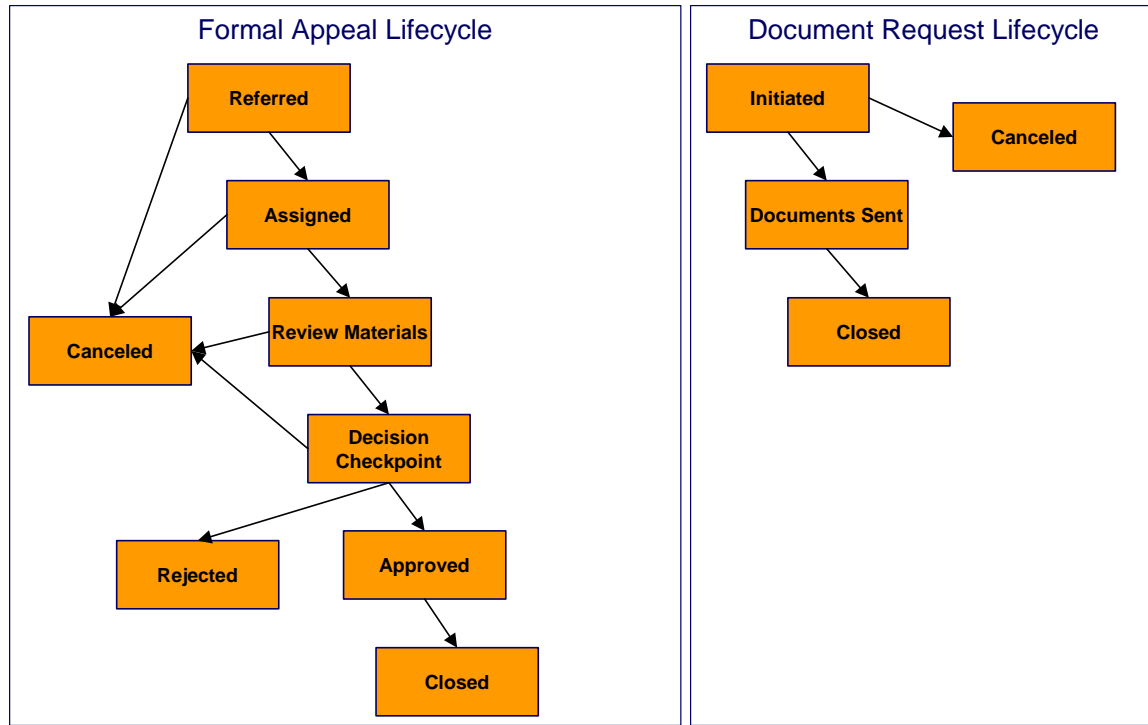 Formal Appeal Lifecycle
Referred
Assigned
Review Materials
Canceled
Decision
Checkpoint
Rejected
Approved
Closed
Document Request Lifecycle
Initiated
Canceled
Documents Sent
Closed